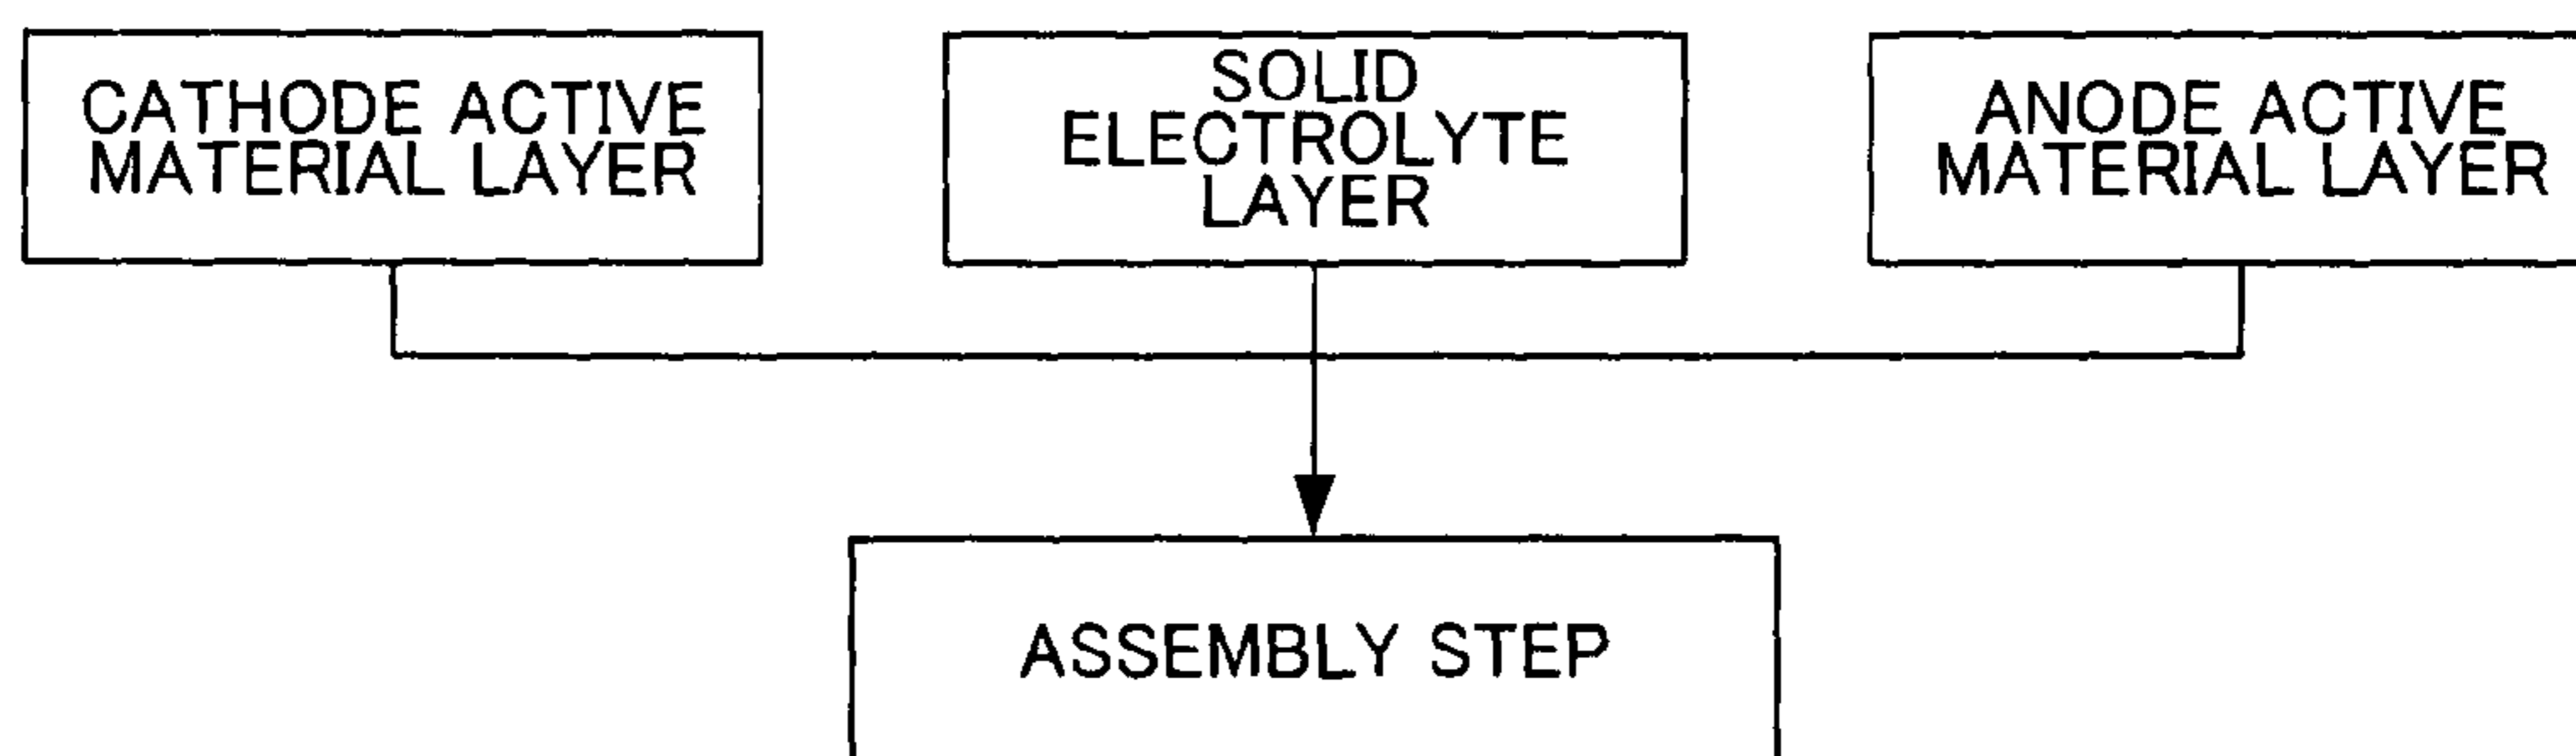 CATHODE ACTIVE
MATERIAL LAYER
SOLID
ELECTROLYTE
LAYER
ANODE ACTIVE
MATERIAL LAYER
ASSEMBLY STEP